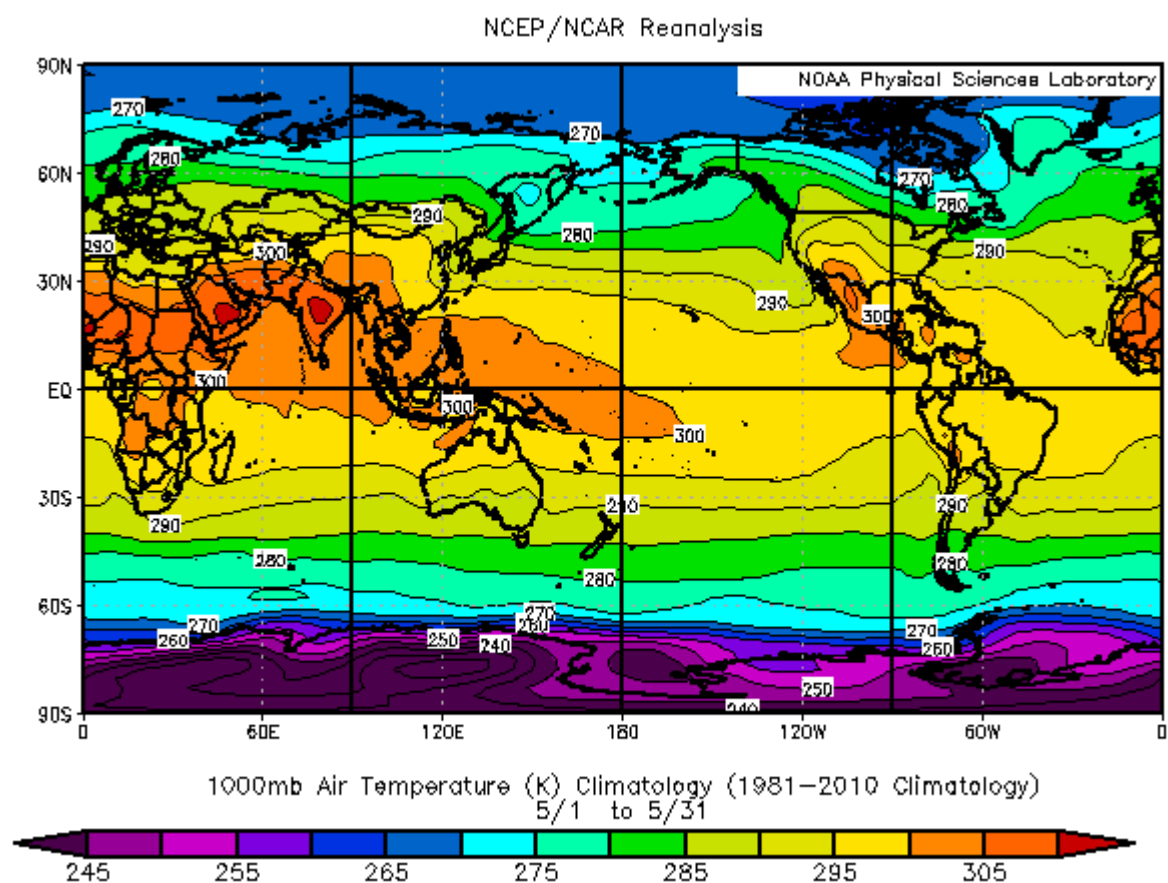 NCEP/NCAR Reanalysis
90N
NOAA Physical Sciences Laboratory
270
270
280
60N
270
290
280
280
290
300
290
30N
290
300
300
EQ
300
300
30S
290
290
290
280
280
280
60S
270
270
270
260
260
260
250
240
250
240
90S
0 60E 120E 180 120W 60W 0
1000mb Air Temperature (K) Climatology (1981-2010 Climatology)
5/1 to 5/31
245 255 265 275 285 295 305